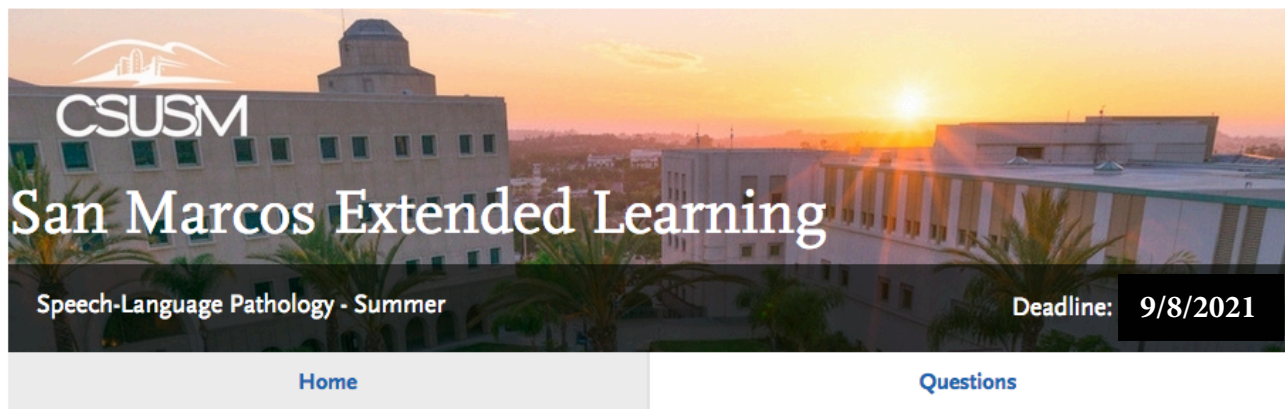 CSUSM
San Marcos Extended Learning
Speech-Language Pathology - Summer
Deadline: 9/8/2021
Home
Questions